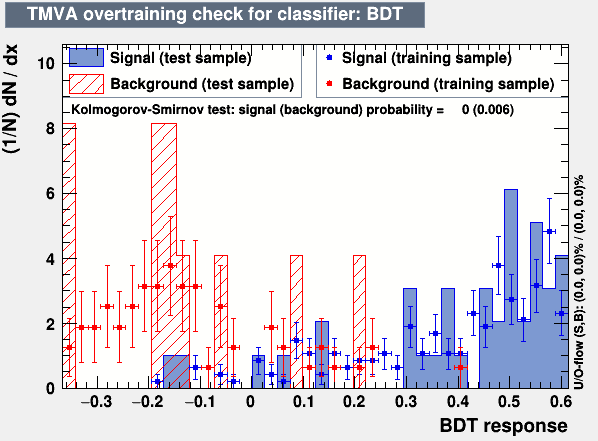 TMVA overtraining check for classifier: BDT
(1/N) dN / dx
10
8
6
4
2
0
Signal (test sample)
Background (test sample)
Signal (training sample)
Background (training sample)
Kolmogorov-Smirnov test: signal (background) probability = 0 (0.006)
U/O-flow (S,B): (0.0, 0.0)% / (0.0, 0.0)%
−0.3 −0.2 −0.1 0 0.1 0.2 0.3 0.4 0.5 0.6
BDT response